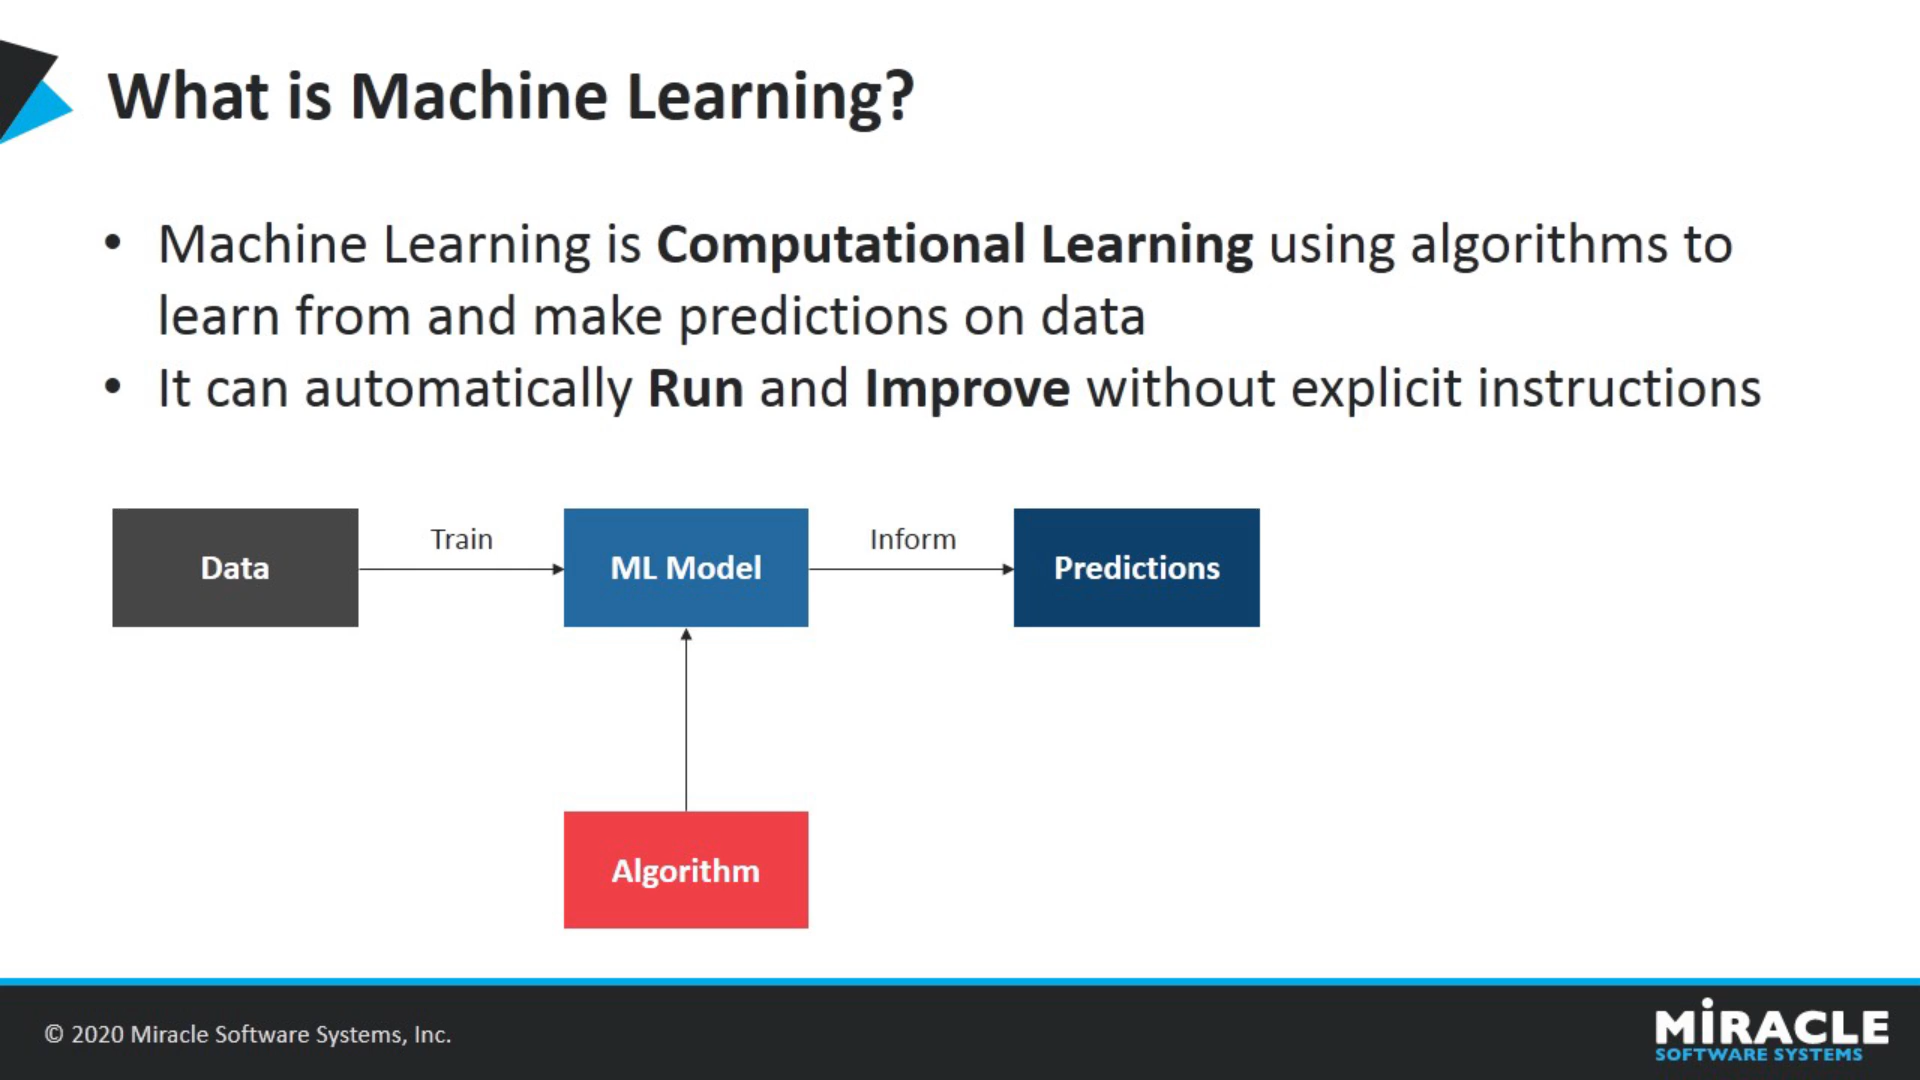 What is Machine Learning?
• Machine Learning is Computational Learning using algorithms to
learn from and make predictions on data
• It can automatically Run and Improve without explicit instructions
Data
Train
ML Model
Inform
Predictions
Algorithm
© 2020 Miracle Software Systems, Inc.
MiRACLE
SOFTWARE SYSTEMS